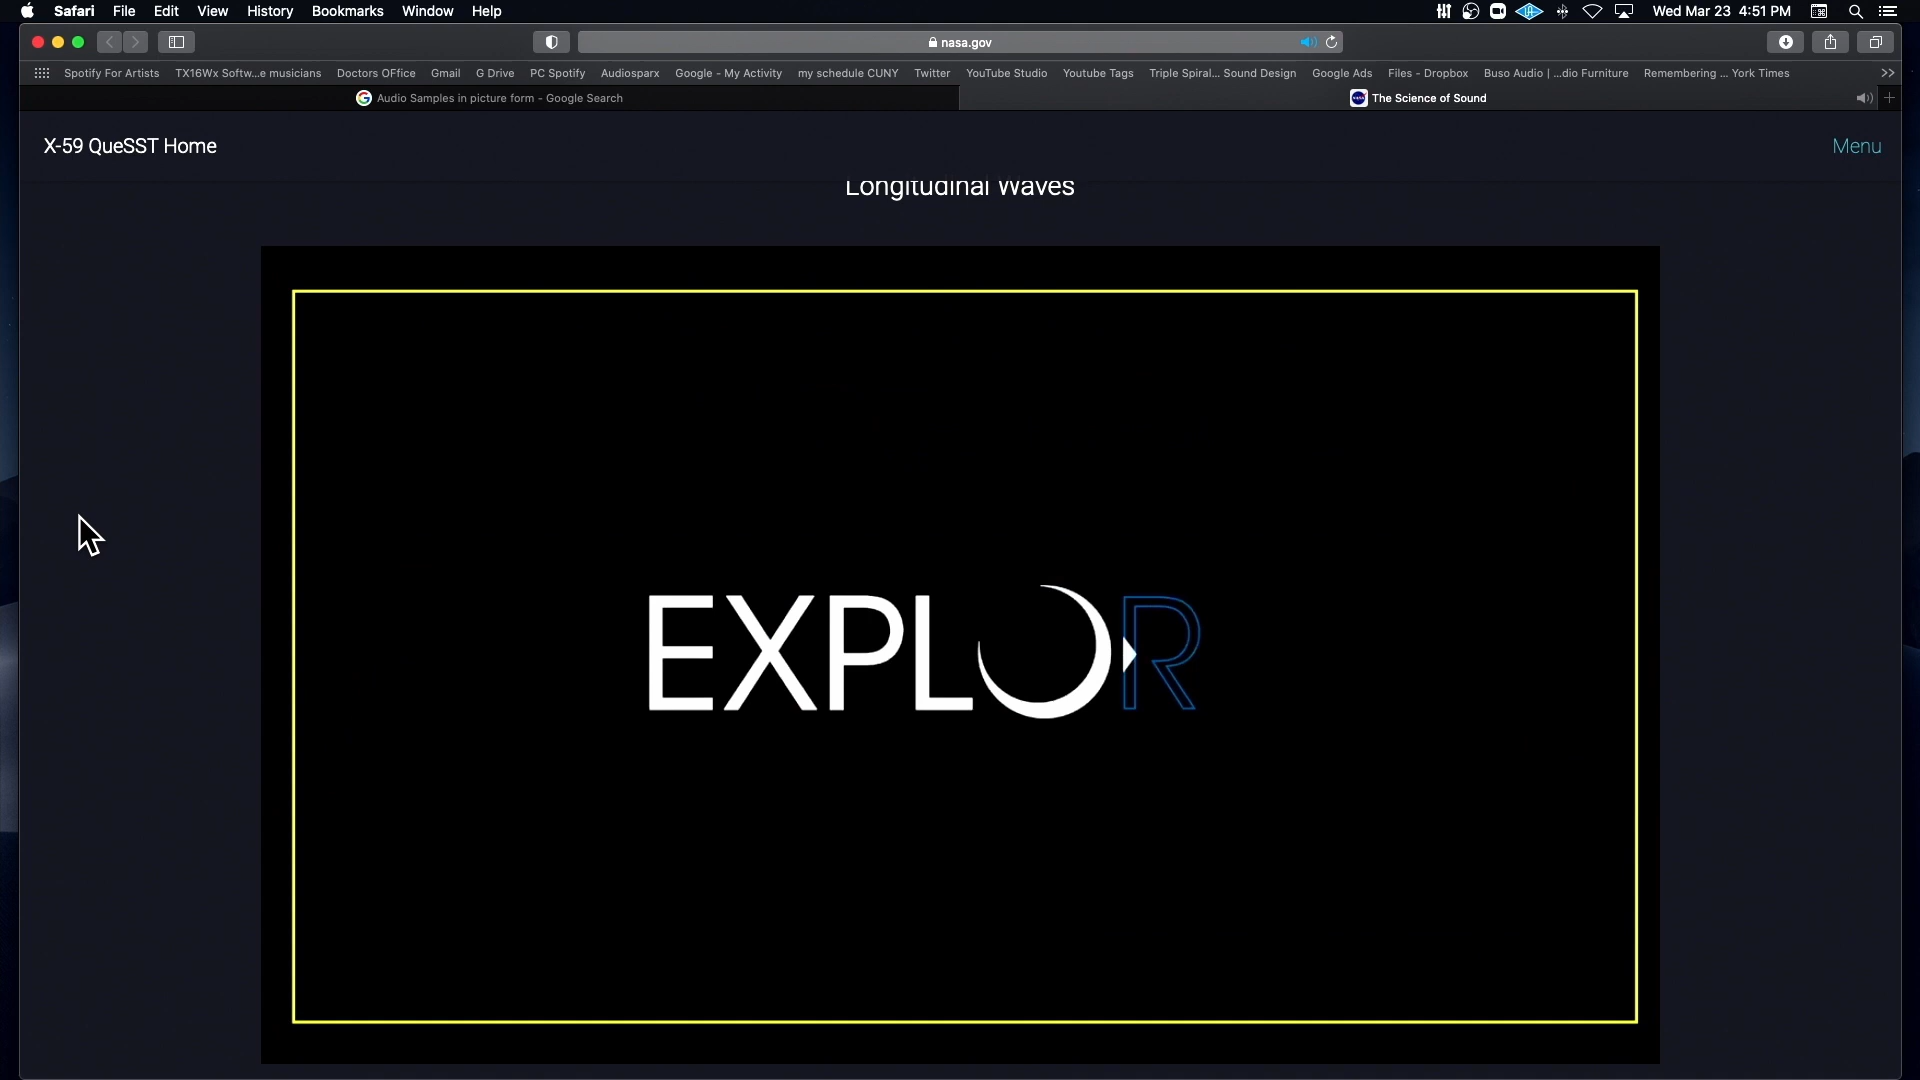 Safari File Edit View History Bookmarks Window Help Wed Mar 23 4:51 PM
nasa.gov
Spotify For Artists TX16Wx Softw...e musicians Doctors OFfice Gmail G Drive PC Spotify Audiosparx Google - My Activity my schedule CUNY Twitter YouTube Studio Youtube Tags Triple Spiral... Sound Design Google Ads Files - Dropbox Buso Audio | ...dio Furniture Remembering ... York Times
Audio Samples in picture form - Google Search The Science of Sound
X-59 QueSST Home Menu
Longitudinal Waves
EXPLOR